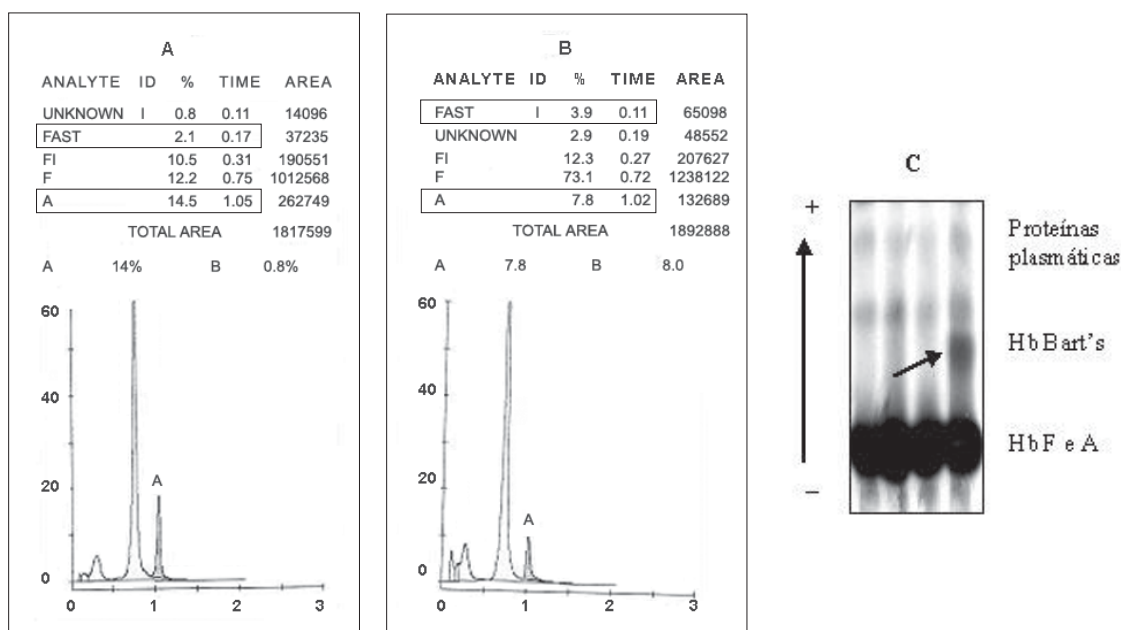 A
ANALYTE ID % TIME AREA
UNKNOWN I 0.8 0.11 14096
FAST 2.1 0.17 37235
FI 10.5 0.31 190551
F 12.2 0.75 1012568
A 14.5 1.05 262749
TOTAL AREA 1817599
A 14% B 0.8%
60
40
20
0
A
0 1 2 3
B
ANALYTE ID % TIME AREA
FAST I 3.9 0.11 65098
UNKNOWN 2.9 0.19 48552
FI 12.3 0.27 207627
F 73.1 0.72 1238122
A 7.8 1.02 132689
TOTAL AREA 1892888
A 7.8 B 8.0
60
40
20
0
A
0 1 2 3
C
+
−
Proteínas
plasmáticas
Hb Bart's
Hb F e A